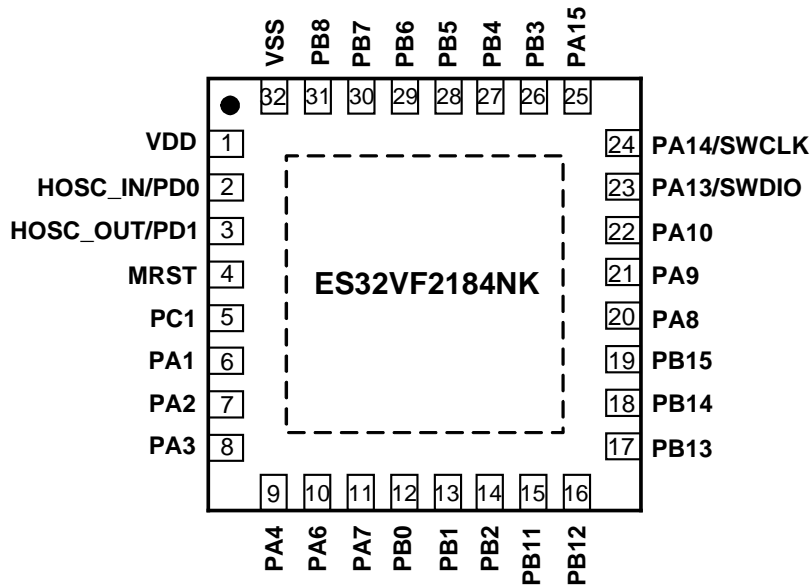 VSS PB8 PB7 PB6 PB5 PB4 PB3 PA15
32 31 30 29 28 27 26 25
VDD 1
HOSC_IN/PD0 2
HOSC_OUT/PD1 3
MRST 4
PC1 5
PA1 6
PA2 7
PA3 8
ES32VF2184NK
24 PA14/SWCLK
23 PA13/SWDIO
22 PA10
21 PA9
20 PA8
19 PB15
18 PB14
17 PB13
9 10 11 12 13 14 15 16
PA4 PA6 PA7 PB0 PB1 PB2 PB11 PB12